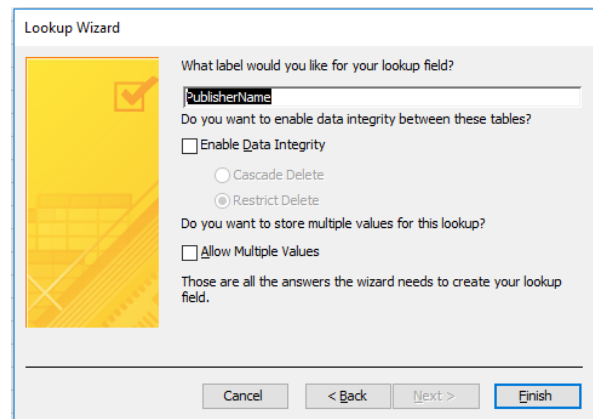 Lookup Wizard
What label would you like for your lookup field?
PublisherName
Do you want to enable data integrity between these tables?
Enable Data Integrity
Cascade Delete
Restrict Delete
Do you want to store multiple values for this lookup?
Allow Multiple Values
Those are all the answers the wizard needs to create your lookup
field.
Cancel
< Back
Next >
Finish